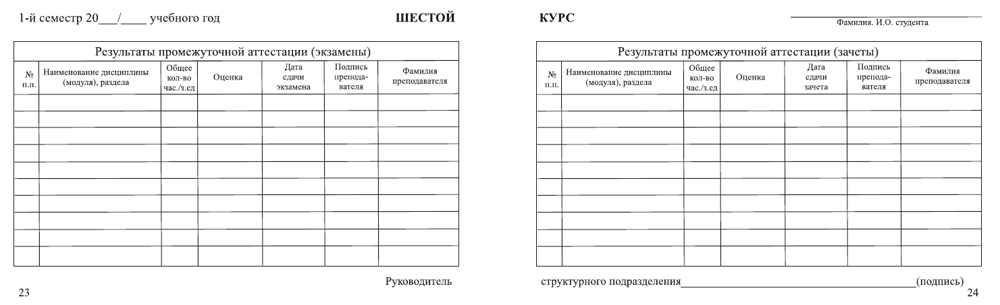 1-й семестр 20___/____ учебного год ШЕСТОЙ
Результаты промежуточной аттестации (экзамены)
№ п.п.
Наименование дисциплины
(модуля), раздела
Общее
кол-во
час./з.ед
Оценка
Дата
сдачи
экзамена
Подпись
препода-
вателя
Фамилия
преподавателя
Руководитель
23
КУРС
Фамилия. И.О. студента
Результаты промежуточной аттестации (зачеты)
№ п.п.
Наименование дисциплины
(модуля), раздела
Общее
кол-во
час./з.ед
Оценка
Дата
сдачи
зачета
Подпись
препода-
вателя
Фамилия
преподавателя
структурного подразделения____________________(подпись)
24